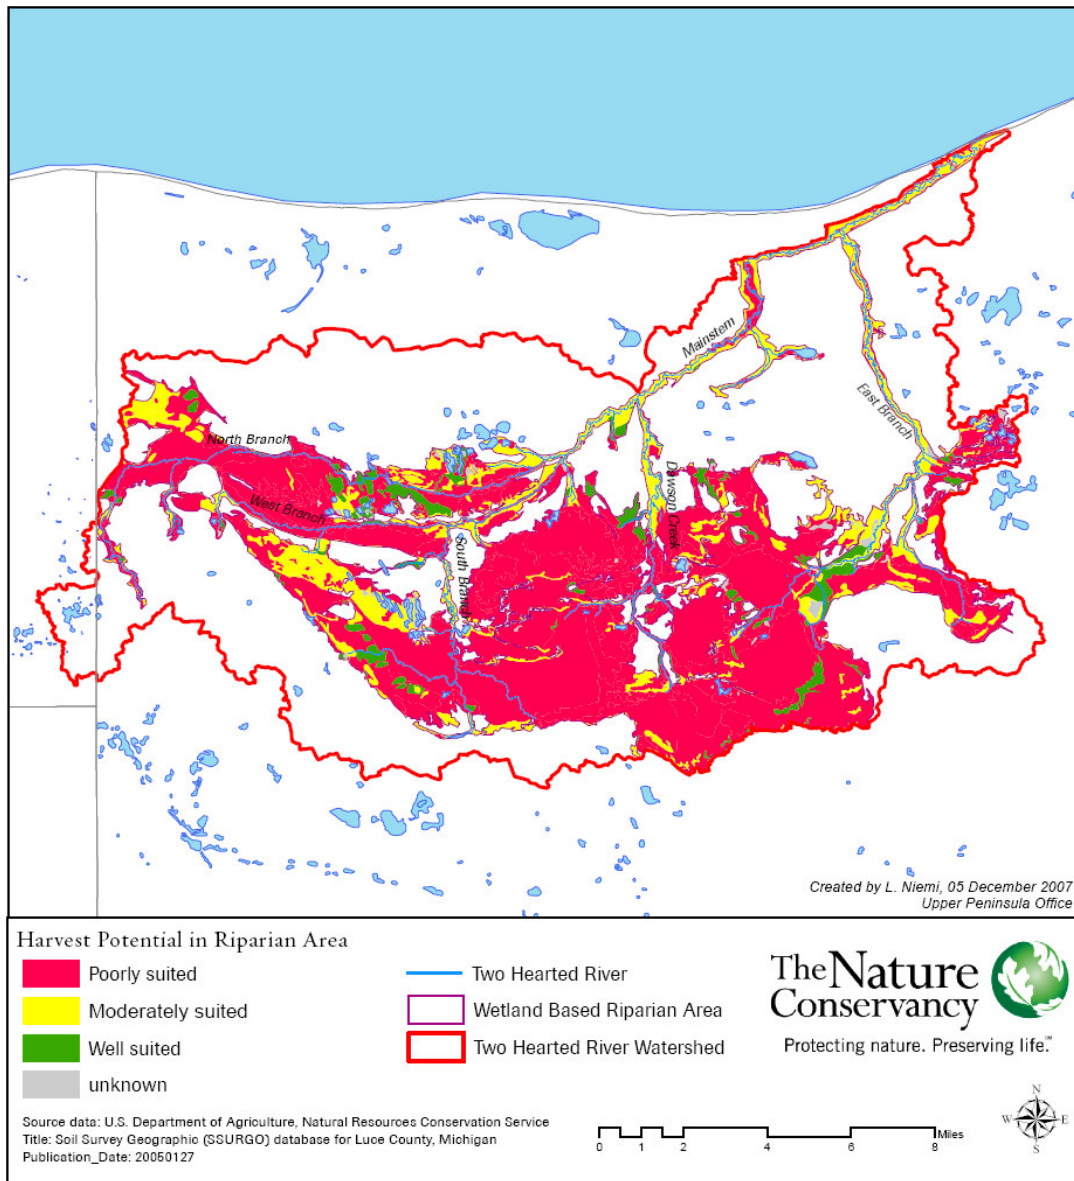 Mainstem
East Branch
North Branch
West Branch
Dawson Creek
South Branch
Created by L. Niemi, 05 December 2007
Upper Peninsula Office
Harvest Potential in Riparian Area
Poorly suited
Moderately suited
Well suited
unknown
Two Hearted River
Wetland Based Riparian Area
Two Hearted River Watershed
The Nature
Conservancy
Protecting nature. Preserving life.™
Source data: U.S. Department of Agriculture, Natural Resources Conservation Service
Title: Soil Survey Geographic (SSURGO) database for Luce County, Michigan
Publication_Date: 20050127
0 1 2 4 6 8 Miles
N
W E
S